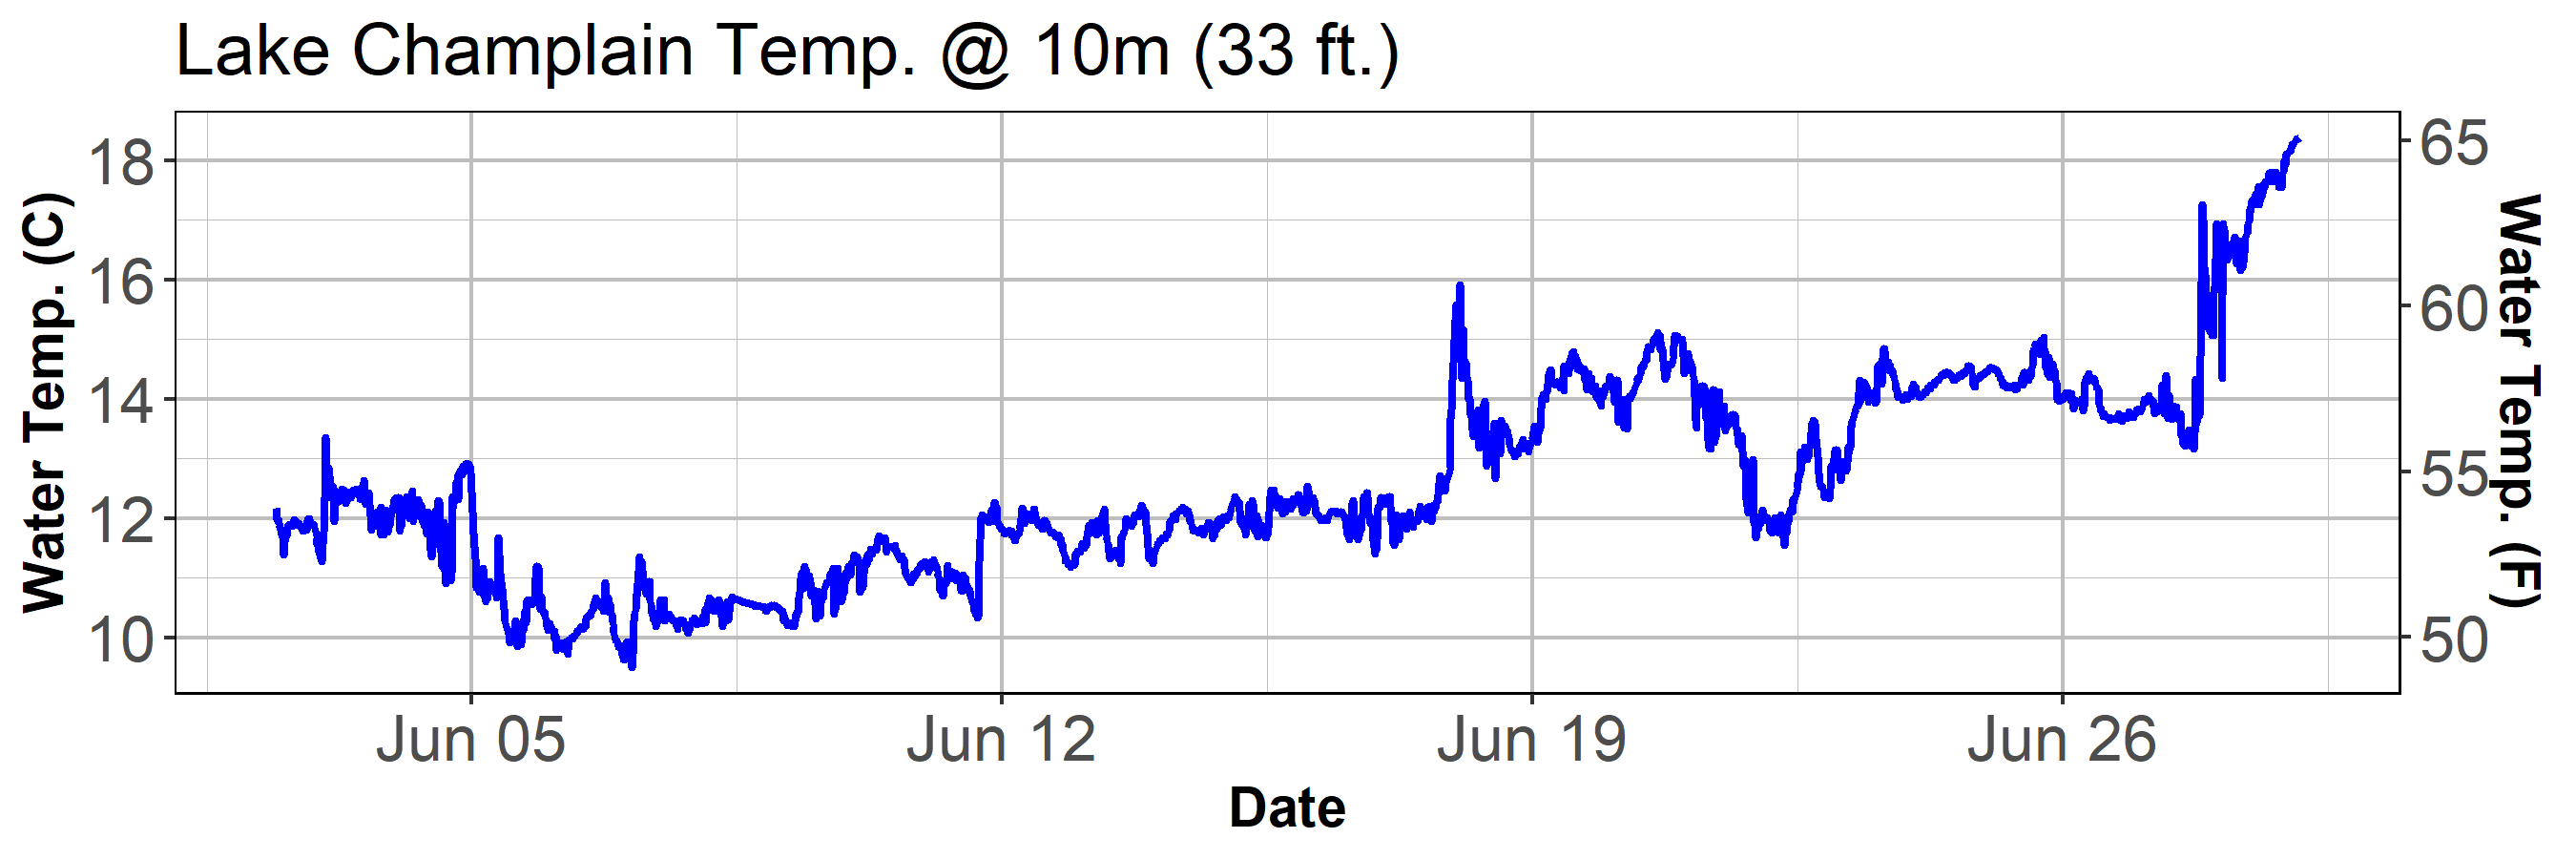 Lake Champlain Temp. @ 10m (33 ft.)
Water Temp. (C)
18
16
14
12
10
65
60
55
50
Water Temp. (F)
Jun 05
Jun 12
Jun 19
Jun 26
Date